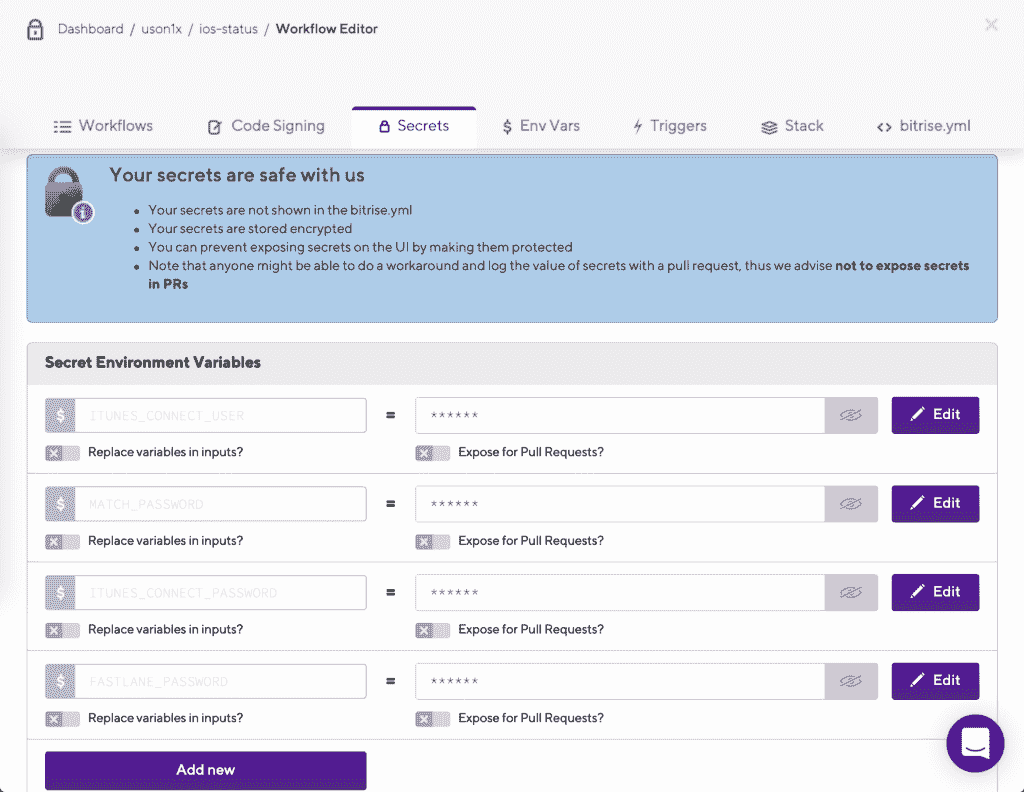 Dashboard / uson1x / ios-status / Workflow Editor
Workflows Code Signing Secrets $ Env Vars Triggers Stack <> bitrise.yml
Your secrets are safe with us
• Your secrets are not shown in the bitrise.yml
• Your secrets are stored encrypted
• You can prevent exposing secrets on the UI by making them protected
• Note that anyone might be able to do a workaround and log the value of secrets with a pull request, thus we advise not to expose secrets
in PRs
Secret Environment Variables
$ ITUNES_CONNECT_USER = ****** Edit
Replace variables in inputs? Expose for Pull Requests?
$ MATCH_PASSWORD = ****** Edit
Replace variables in inputs? Expose for Pull Requests?
$ ITUNES_CONNECT_PASSWORD = ****** Edit
Replace variables in inputs? Expose for Pull Requests?
$ FASTLANE_PASSWORD = ****** Edit
Replace variables in inputs? Expose for Pull Requests?
Add new